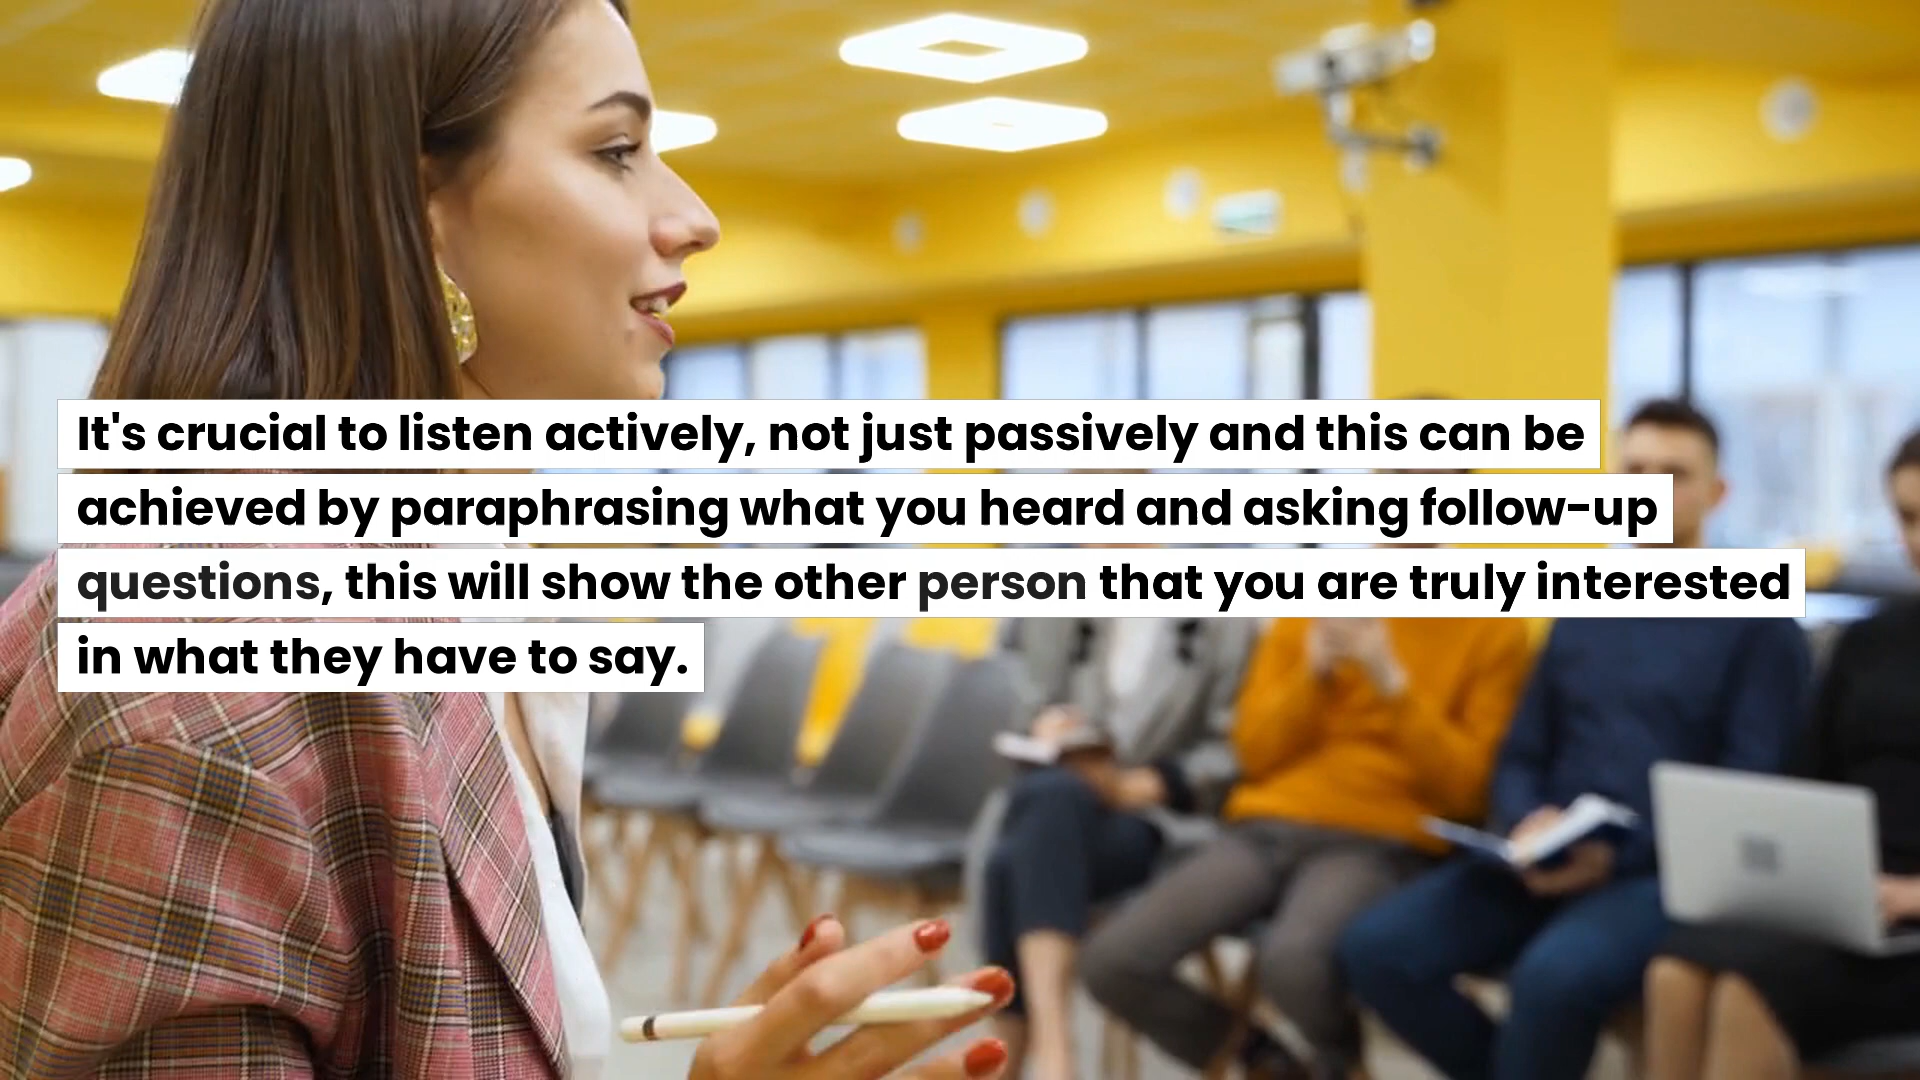 It's crucial to listen actively, not just passively and this can be
achieved by paraphrasing what you heard and asking follow-up
questions, this will show the other person that you are truly interested
in what they have to say.